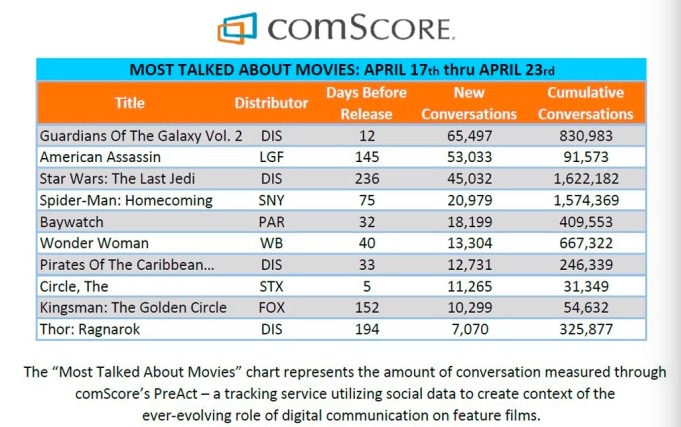 comScore.
MOST TALKED ABOUT MOVIES: APRIL 17th thru APRIL 23rd
Title Distributor Days Before Release New Conversations Cumulative Conversations
Guardians Of The Galaxy Vol. 2 DIS 12 65,497 830,983
American Assassin LGF 145 53,033 91,573
Star Wars: The Last Jedi DIS 236 45,032 1,622,182
Spider-Man: Homecoming SNY 75 20,979 1,574,369
Baywatch PAR 32 18,199 409,553
Wonder Woman WB 40 13,304 667,322
Pirates Of The Caribbean... DIS 33 12,731 246,339
Circle, The STX 5 11,265 31,349
Kingsman: The Golden Circle FOX 152 10,299 54,632
Thor: Ragnarok DIS 194 7,070 325,877
The “Most Talked About Movies” chart represents the amount of conversation measured through
comScore’s PreAct – a tracking service utilizing social data to create context of the
ever-evolving role of digital communication on feature films.